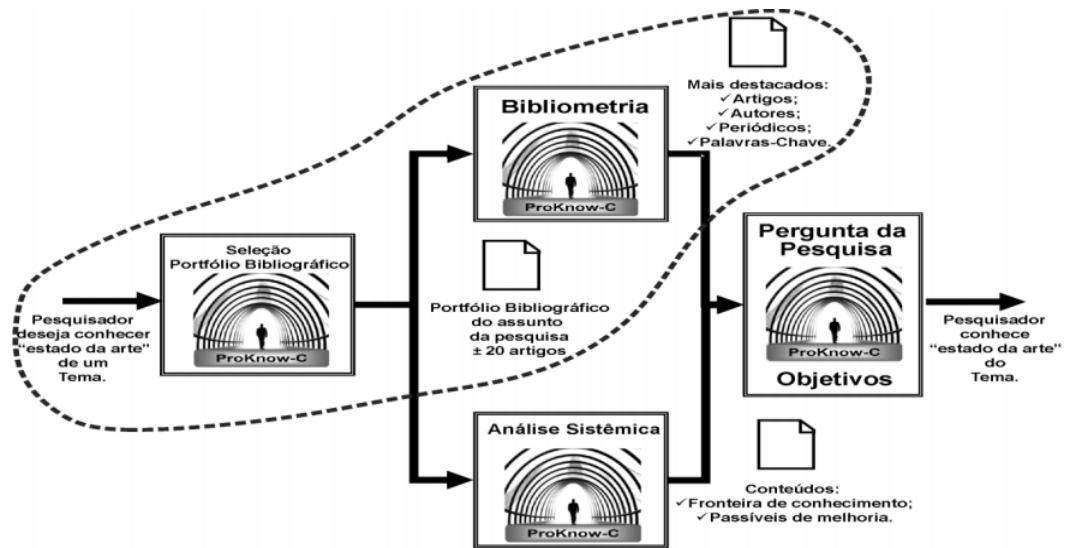 Pesquisador
deseja conhecer
“estado da arte”
de um
Tema.
Seleção
Portfólio Bibliográfico
ProKnow-C
Bibliometria
ProKnow-C
Mais destacados:
✓Artigos;
✓Autores;
✓Periódicos;
✓Palavras-Chave.
Portfólio Bibliográfico
do assunto
da pesquisa
± 20 artigos
Análise Sistêmica
ProKnow-C
Conteúdos:
✓Fronteira de conhecimento;
✓Passíveis de melhoria.
Pergunta da
Pesquisa
ProKnow-C
Objetivos
Pesquisador
conhece
“estado da arte”
do
Tema.